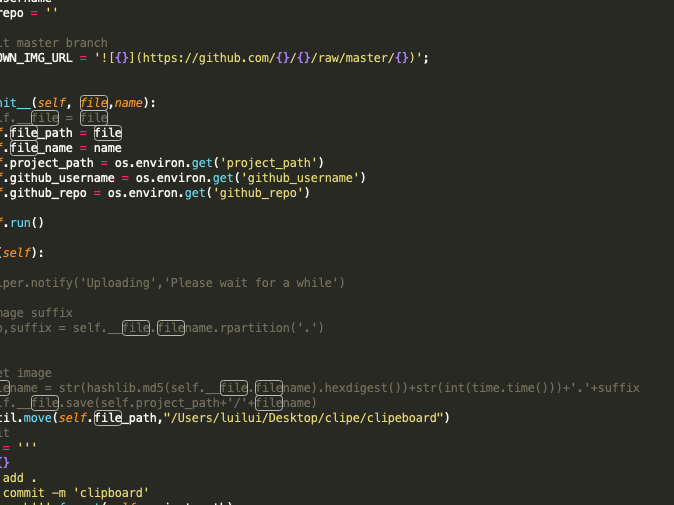 repo = ''
it master branch
OWN_IMG_URL = '![{}](https://github.com/{}/{}/raw/master/{})';
nit__(self, file,name):
lf.__file = file
f.file_path = file
f.file_name = name
f.project_path = os.environ.get('project_path')
f.github_username = os.environ.get('github_username')
f.github_repo = os.environ.get('github_repo')
f.run()
(self):
lper.notify('Uploading','Please wait for a while')
mage suffix
p,suffix = self.__file.filename.rpartition('.')
et image
lename = str(hashlib.md5(self.__file.filename).hexdigest())+str(int(time.time()))+'.'+suffix
lf.__file.save(self.project_path+'/'+filename)
til.move(self.file_path,"/Users/luilui/Desktop/clipe/clipeboard")
it
= '''
{}
add .
commit -m 'clipboard'